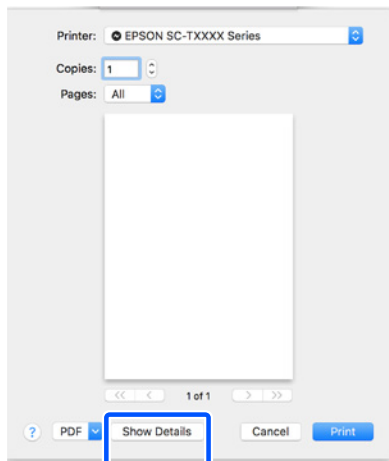 Printer: EPSON SC-TXXXX Series
Copies: 1
Pages: All
<< < 1 of 1 > >>
? PDF Show Details Cancel Print